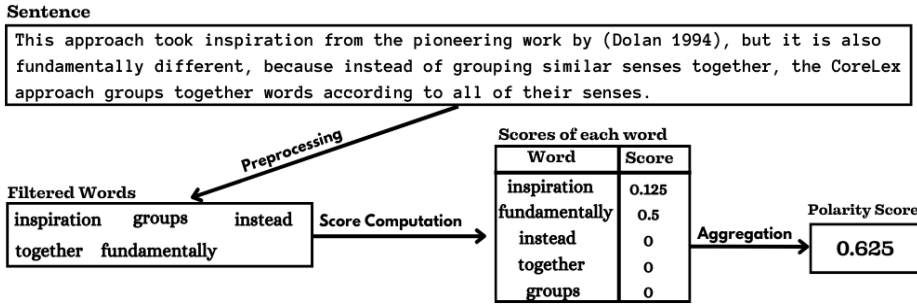 Sentence
This approach took inspiration from the pioneering work by (Dolan 1994), but it is also
fundamentally different, because instead of grouping similar senses together, the CoreLex
approach groups together words according to all of their senses.
Preprocessing
Filtered Words
inspiration groups instead
together fundamentally
Score Computation
Scores of each word
Word Score
inspiration 0.125
fundamentally 0.5
instead 0
together 0
groups 0
Aggregation
Polarity Score
0.625